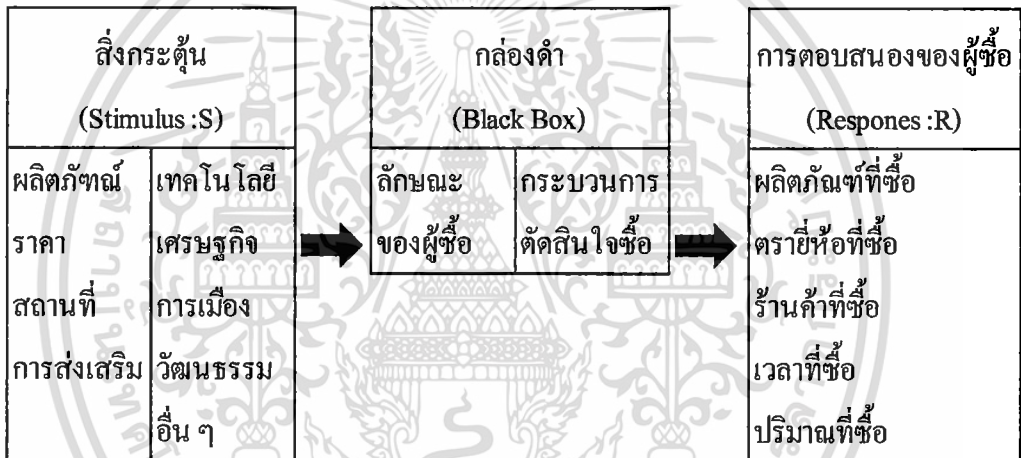 สิ่งกระตุ้น
(Stimulus :S)
ผลิตภัฑณ์ เทคโนโลยี
ราคา เศรษฐกิจ
สถานที่ การเมือง
การส่งเสริม วัฒนธรรม
อื่น ๆ
กล่องดำ
(Black Box)
ลักษณะ กระบวนการ
ของผู้ซื้อ ตัดสินใจซื้อ
การตอบสนองของผู้ซื้อ
(Respones :R)
ผลิตภัณฑ์ที่ซื้อ
ตรายี่ห้อที่ซื้อ
ร้านค้าที่ซื้อ
เวลาที่ซื้อ
ปริมาณที่ซื้อ